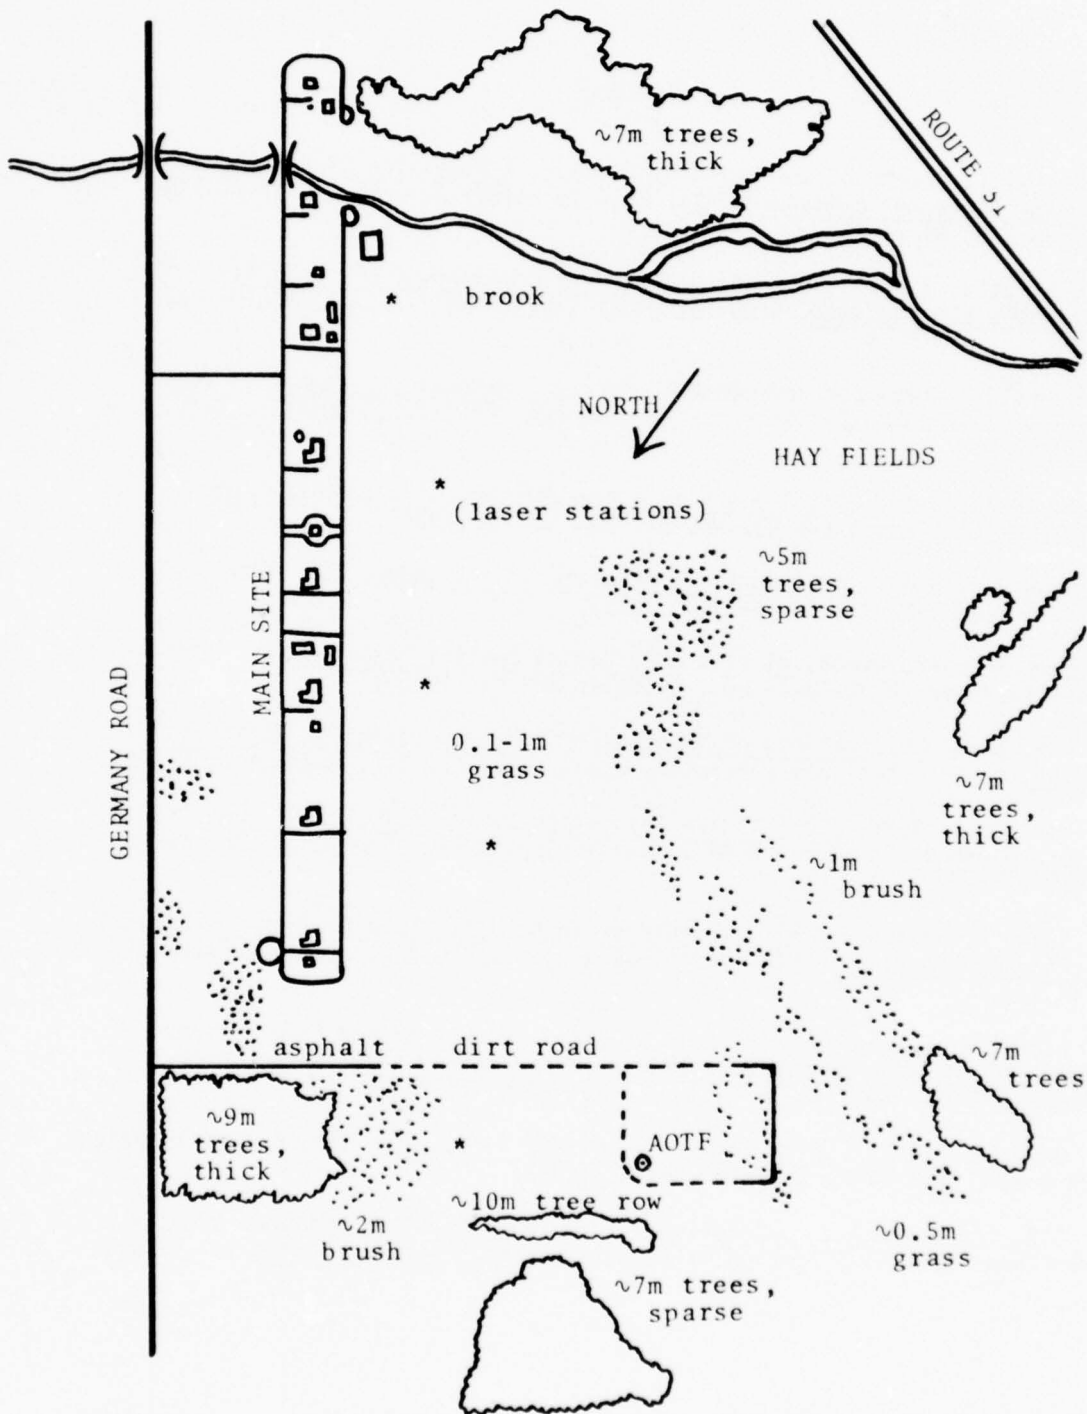 ~7m trees,
thick
ROUTE 31
brook
NORTH
HAY FIELDS
*
*
(laser stations)
~5m
trees,
sparse
MAIN SITE
GERMANY ROAD
*
0.1-1m
grass
~7m
trees,
thick
*
~1m
brush
asphalt
dirt road
~7m
trees
~9m
trees,
thick
*
AOTF
~10m tree row
~2m
brush
~0.5m
grass
~7m trees,
sparse